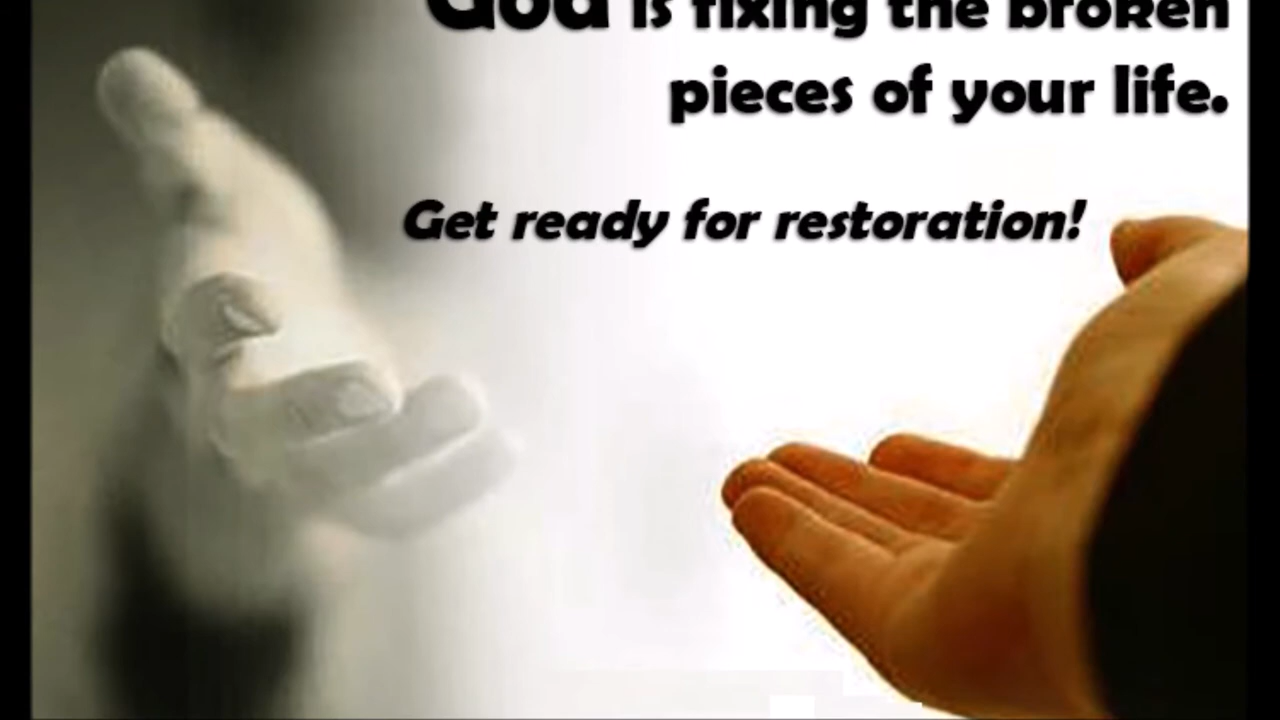 God is fixing the broken
pieces of your life.
Get ready for restoration!